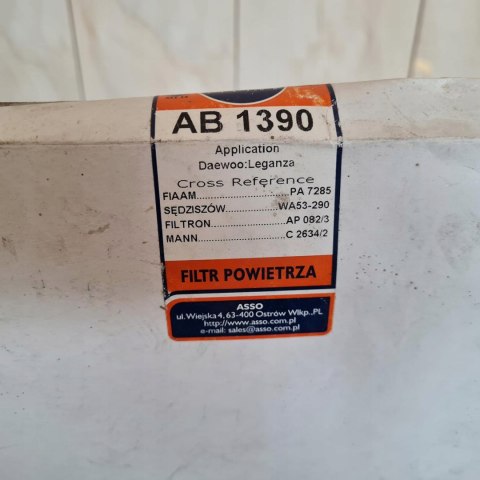 AB 1390
Application
Daewoo:Leganza
Cross Reference
FIAAM......................PA 7285
SĘDZISZÓW............WA53-290
FILTRON...................AP 082/3
MANN.......................C 2634/2
FILTR POWIETRZA
ASSO
ul.Wiejska 4, 63-400 Ostrów Wlkp.,PL
http://www.asso.com.pl
e-mail: sales@asso.com.pl